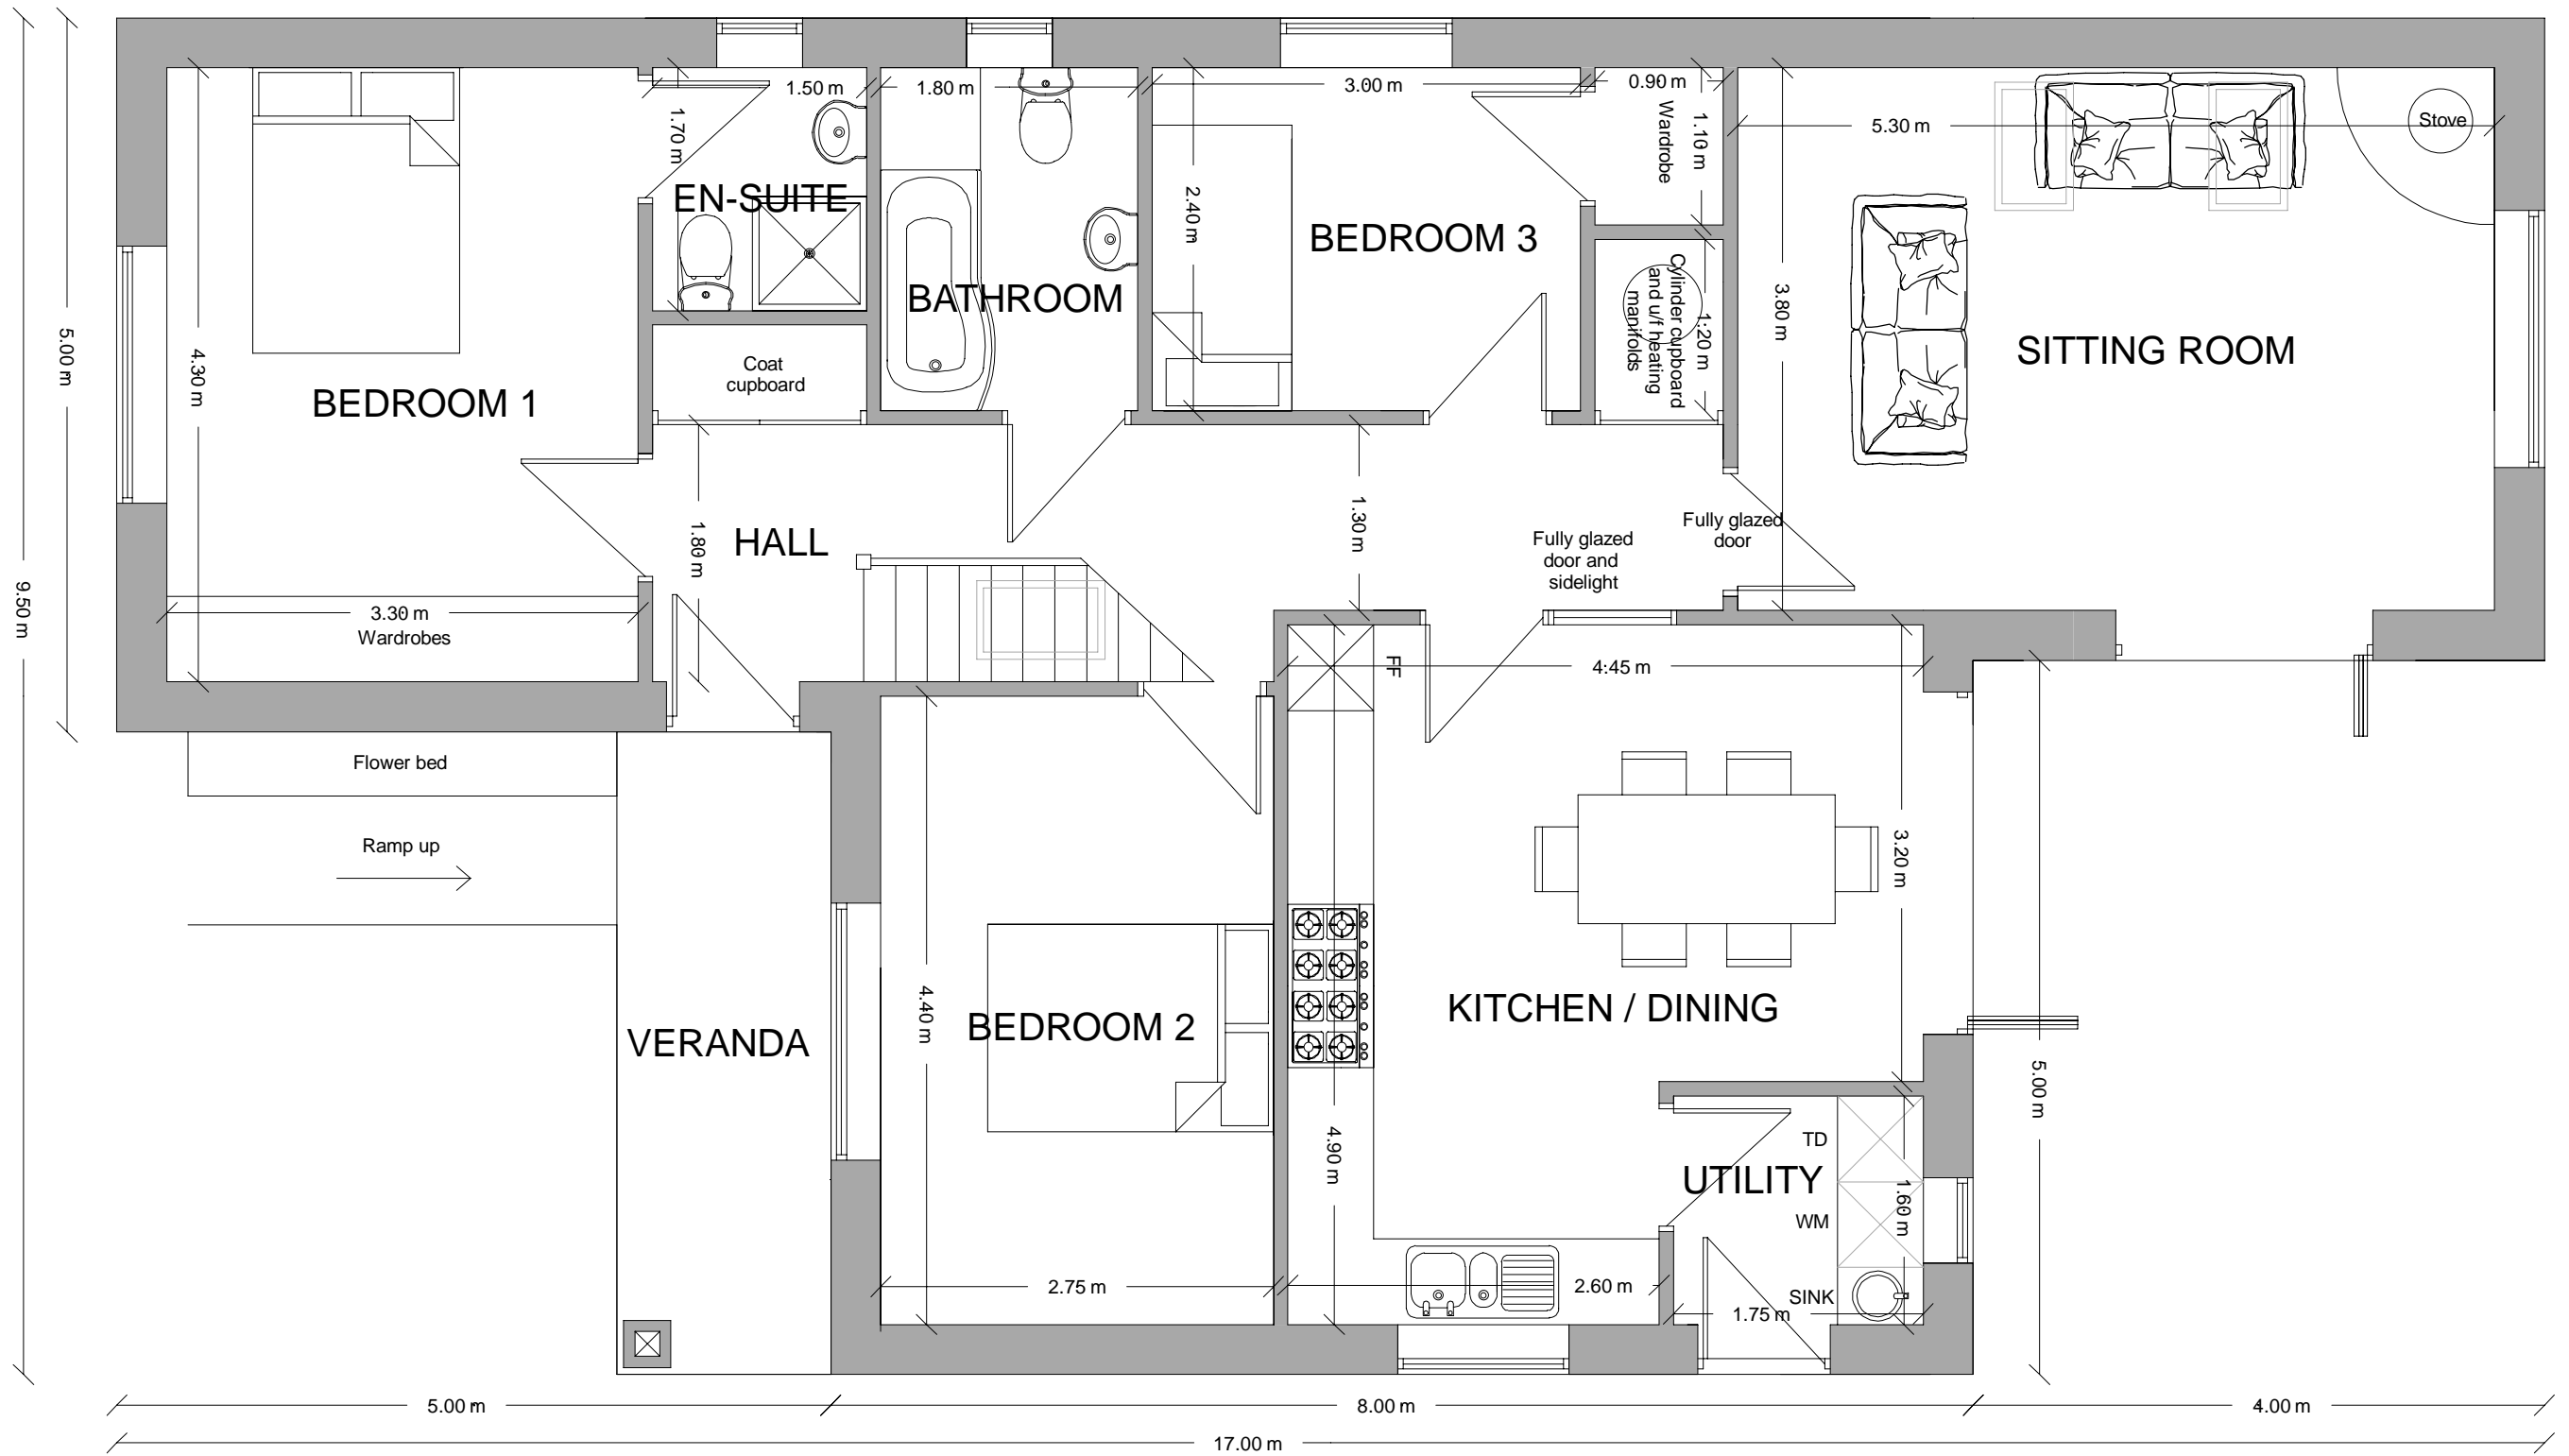 1.50 m
1.80 m
3.00 m
0.90 m
Wardrobe
1.10 m
5.30 m
Stove
1.70 m
EN-SUITE
2.40 m
BEDROOM 3
BATHROOM
Cylinder cupboard
and u/f heating
manifolds
1:20 m
3.80 m
SITTING ROOM
5.00 m
4.30 m
BEDROOM 1
Coat
cupboard
9.50 m
3.30 m
Wardrobes
1.80 m
HALL
1.30 m
Fully glazed
door and
sidelight
Fully glazed
door
FF
4:45 m
Flower bed
Ramp up
3.20 m
VERANDA
4.40 m
BEDROOM 2
KITCHEN / DINING
5.00 m
4.90 m
TD
UTILITY
WM
1.60 m
SINK
2.75 m
2.60 m
1.75 m
5.00 m
8.00 m
4.00 m
17.00 m